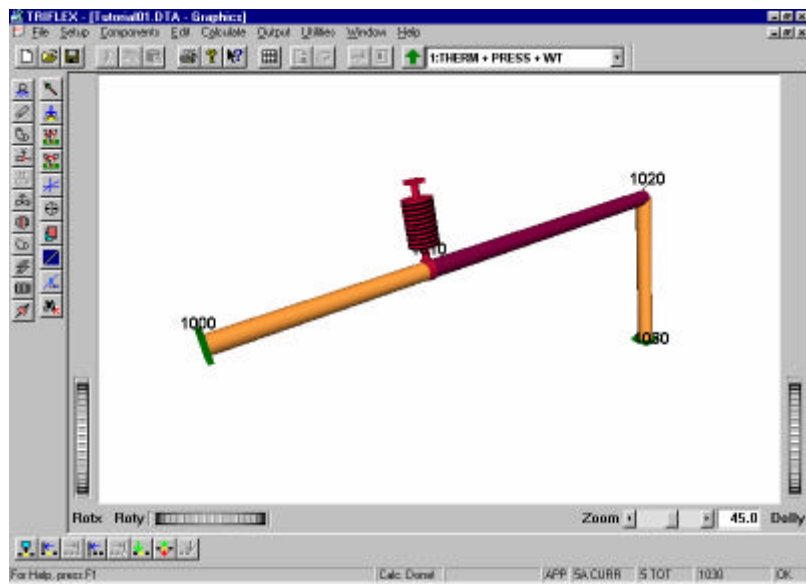 TRIFLEX - [Tutorial01.DTA - Graphics]
File Setup Components Edit Calculate Output Utilities Window Help
1:THERM + PRESS + WT
1020
1000
Rotx Roty Zoom 45.0 Dolly
For Help, press F1 Calc. Done! APP SA CURR S TOT 1030 OK